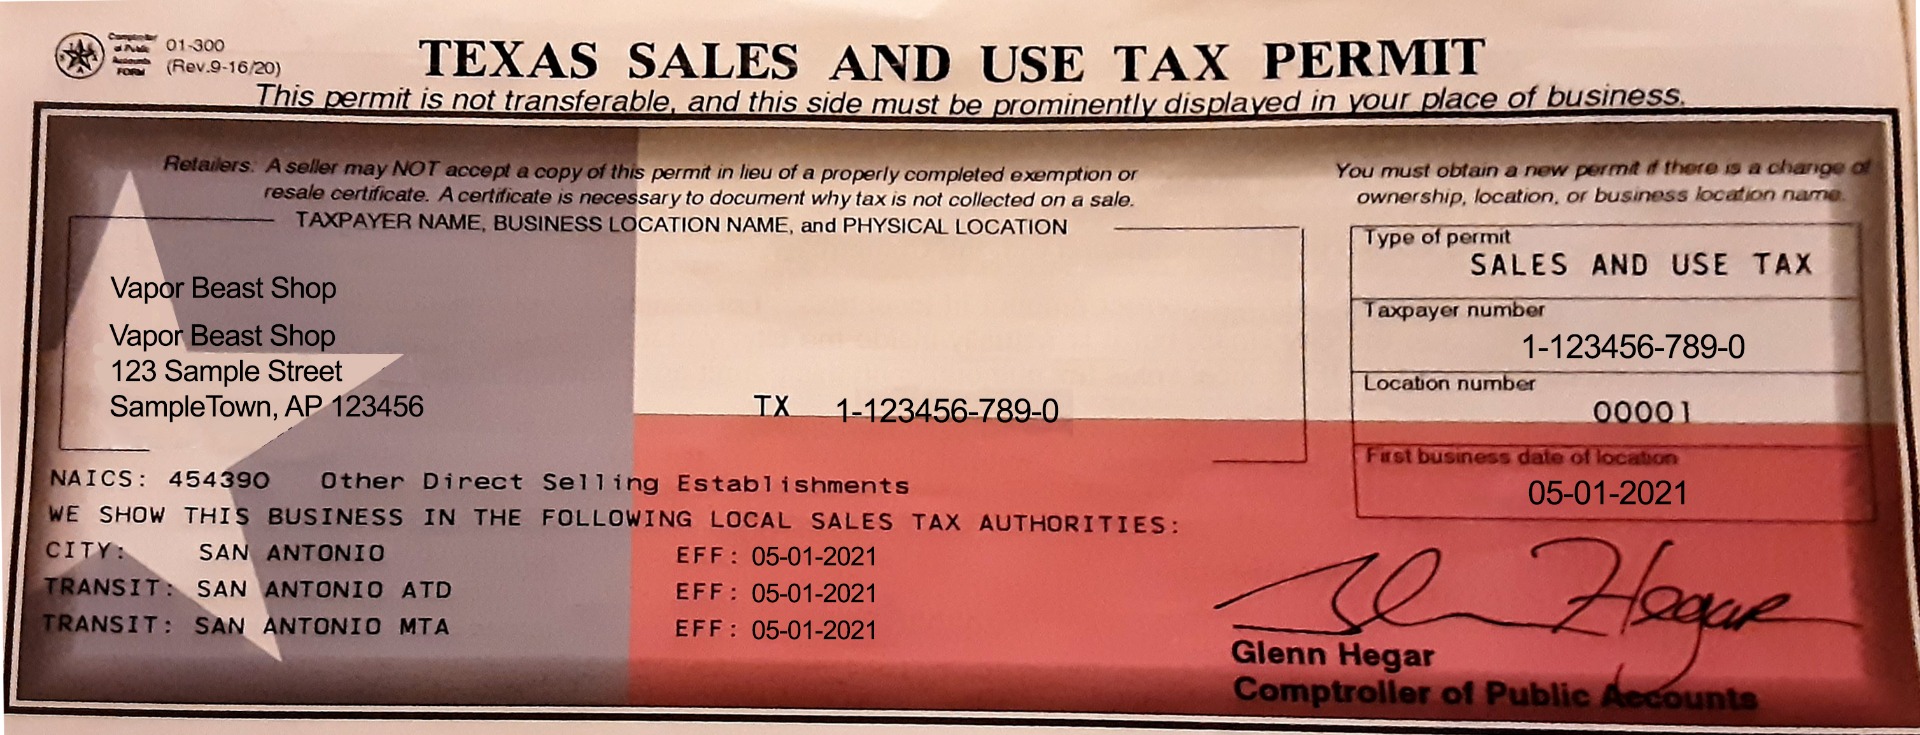 Comptroller
of Public
Accounts
FORM
01-300
(Rev.9-16/20)
TEXAS SALES AND USE TAX PERMIT
This permit is not transferable, and this side must be prominently displayed in your place of business.
Retailers: A seller may NOT accept a copy of this permit in lieu of a properly completed exemption or
resale certificate. A certificate is necessary to document why tax is not collected on a sale.
TAXPAYER NAME, BUSINESS LOCATION NAME, and PHYSICAL LOCATION
Vapor Beast Shop
Vapor Beast Shop
123 Sample Street
SampleTown, AP 123456
TX 1-123456-789-0
You must obtain a new permit if there is a change of
ownership, location, or business location name.
Type of permit
SALES AND USE TAX
Taxpayer number
1-123456-789-0
Location number
00001
First business date of location
05-01-2021
NAICS: 454390 Other Direct Selling Establishments
WE SHOW THIS BUSINESS IN THE FOLLOWING LOCAL SALES TAX AUTHORITIES:
CITY: SAN ANTONIO EFF: 05-01-2021
TRANSIT: SAN ANTONIO ATD EFF: 05-01-2021
TRANSIT: SAN ANTONIO MTA EFF: 05-01-2021
Glenn Hegar
Glenn Hegar
Comptroller of Public Accounts